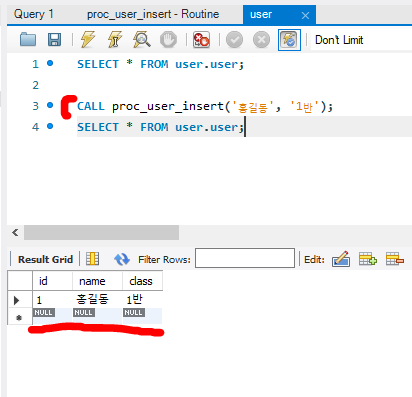 Query 1 proc_user_insert - Routine user x
Don't Limit
1 SELECT * FROM user.user;
2
3 CALL proc_user_insert('홍길동', '1반');
4 SELECT * FROM user.user;
Result Grid Filter Rows: Edit:
id name class
1 홍길동 1반
NULL NULL NULL